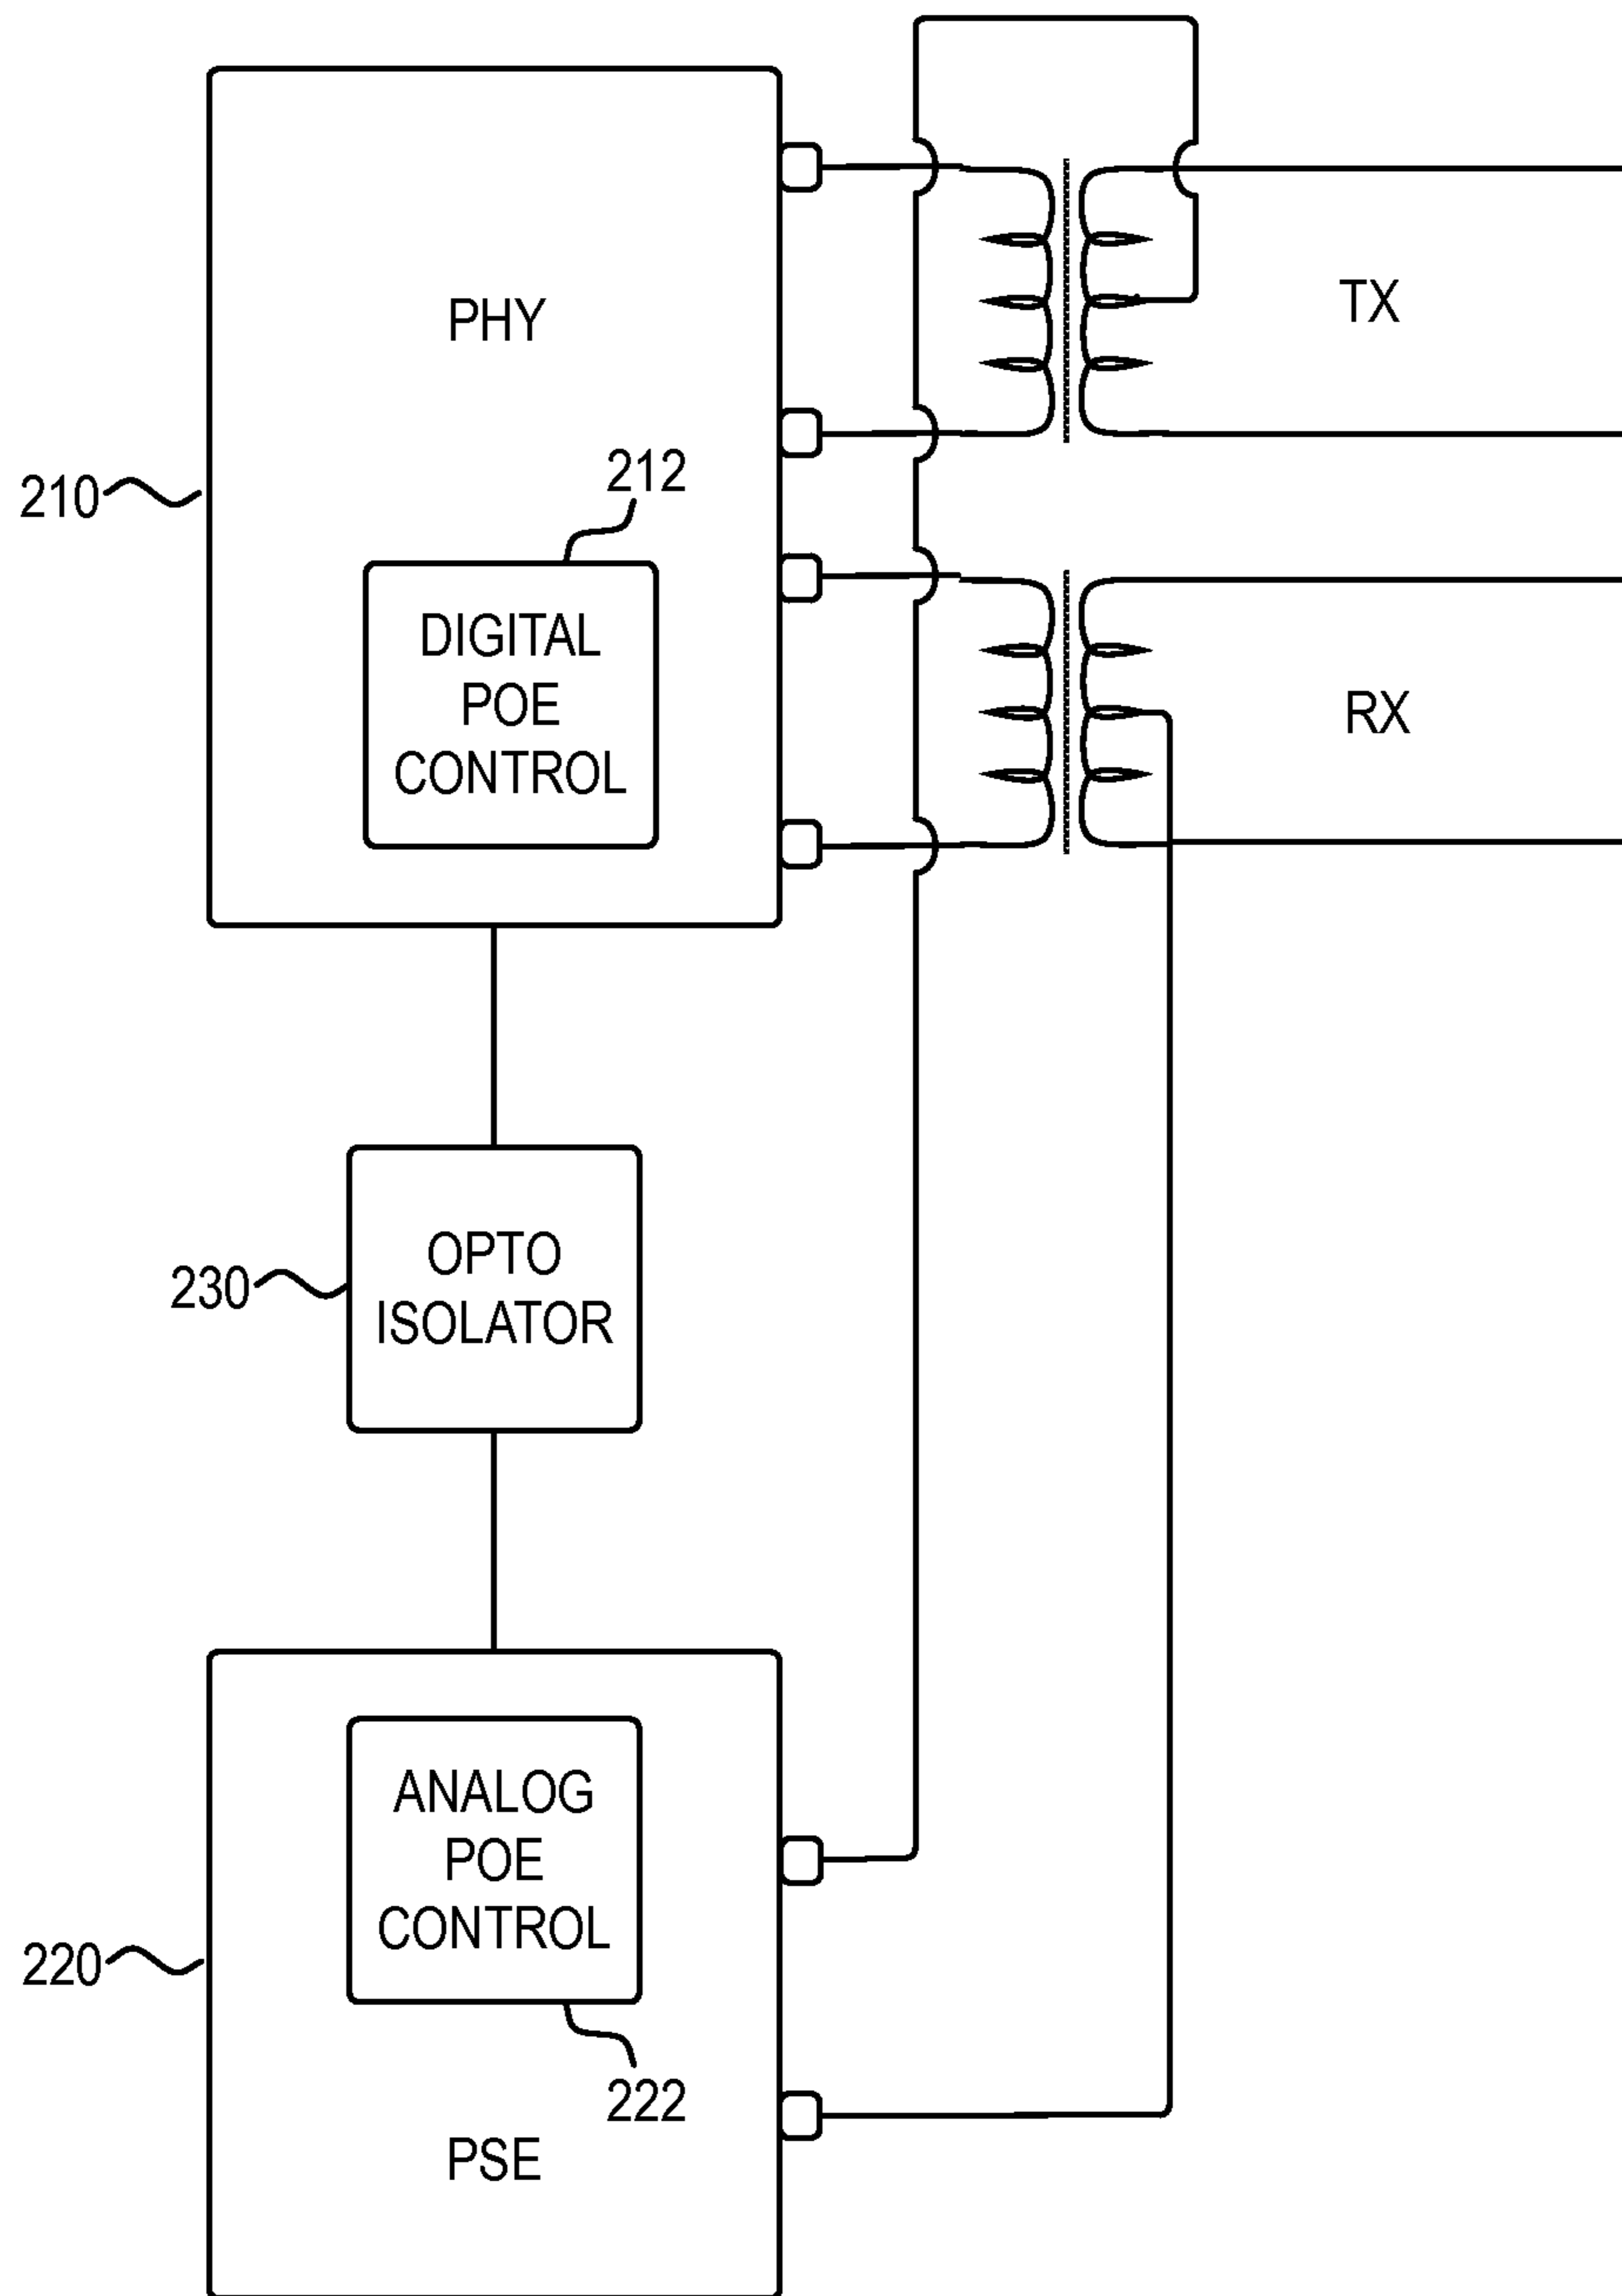 PHY
TX
210
212
DIGITAL
POE
CONTROL
RX
230
OPTO
ISOLATOR
ANALOG
POE
CONTROL
220
222
PSE